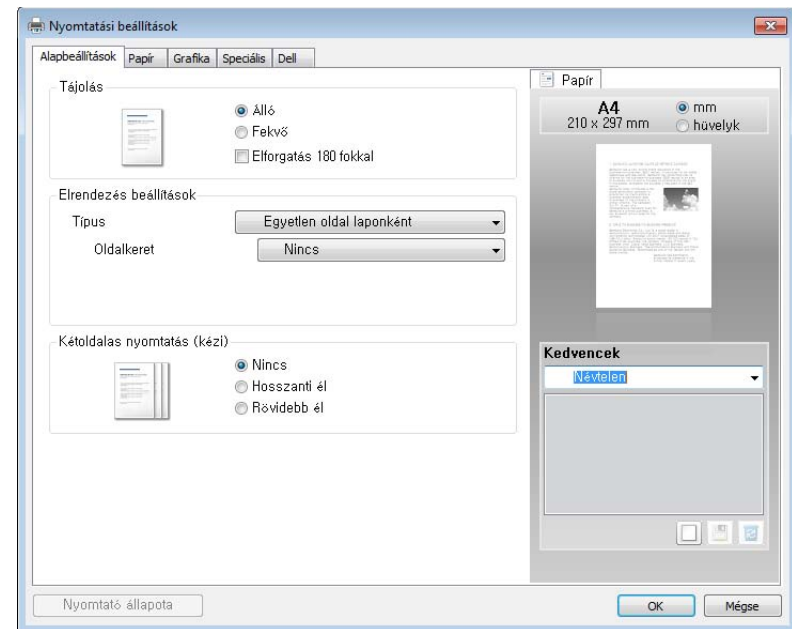 Nyomtatási beállítások
Alapbeállítások Papír Grafika Speciális Dell
Tájolás
Álló
Fekvő
Elforgatás 180 fokkal
Elrendezés beállítások
Típus Egyetlen oldal laponként
Oldalkeret Nincs
Kétoldalas nyomtatás (kézi)
Nincs
Hosszanti él
Rövidebb él
Papír
A4
210 x 297 mm
mm
hüvelyk
Kedvencek
Névtelen
Nyomtató állapota
OK Mégse